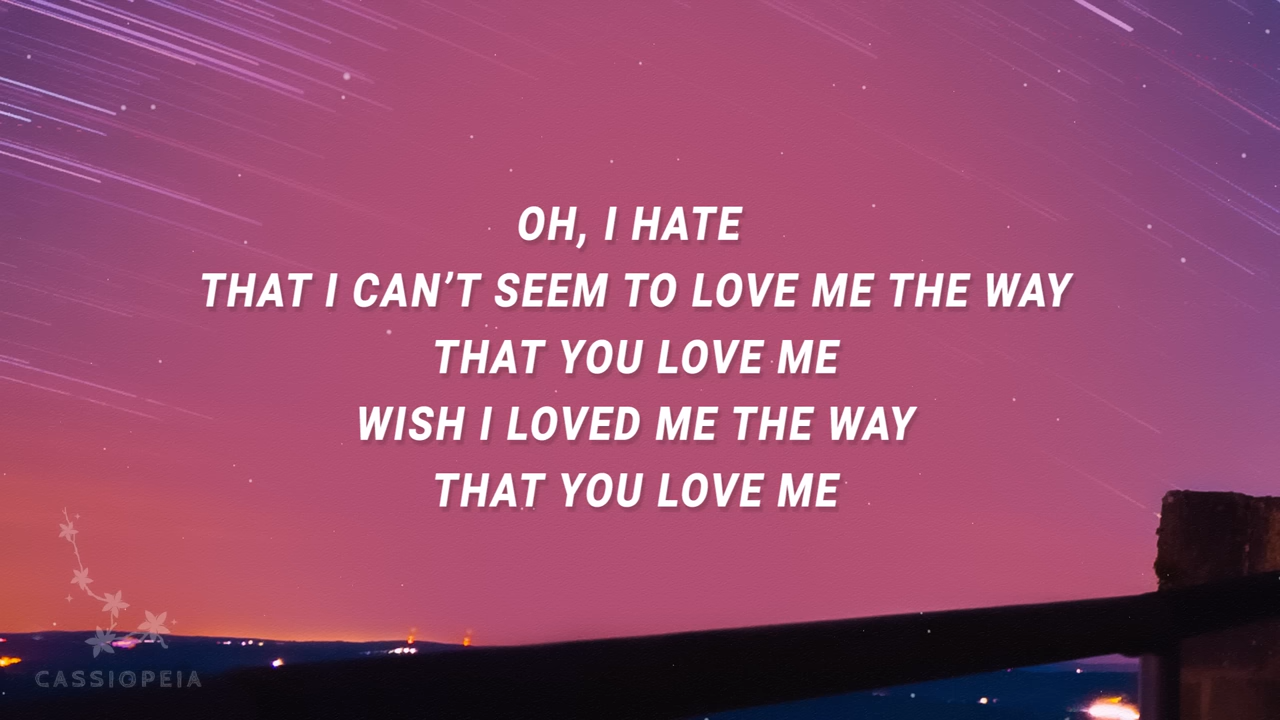 OH, I HATE
THAT I CAN’T SEEM TO LOVE ME THE WAY
THAT YOU LOVE ME
WISH I LOVED ME THE WAY
THAT YOU LOVE ME
CASSIOPEIA